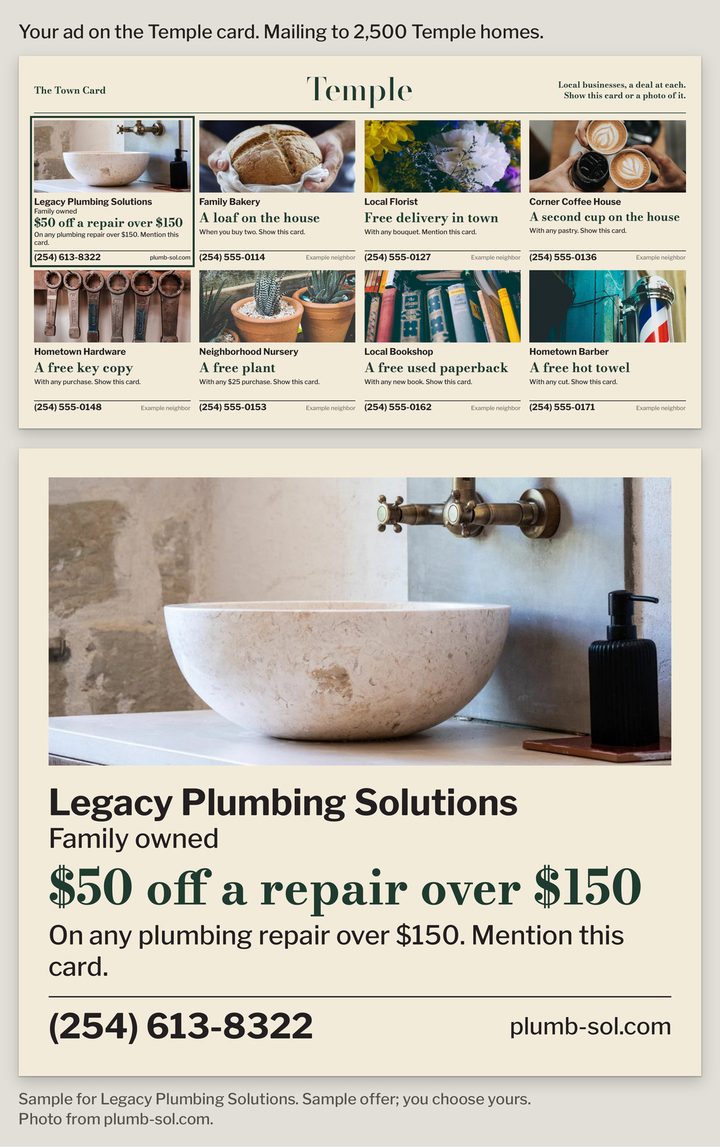 Your ad on the Temple card. Mailing to 2,500 Temple homes.
The Town Card
Temple
Local businesses, a deal at each.
Show this card or a photo of it.
Legacy Plumbing Solutions
Family owned
$50 off a repair over $150
On any plumbing repair over $150. Mention this
card.
(254) 613-8322
plumb-sol.com
Family Bakery
A loaf on the house
When you buy two. Show this card.
(254) 555-0114
Example neighbor
Local Florist
Free delivery in town
With any bouquet. Mention this card.
(254) 555-0127
Example neighbor
Corner Coffee House
A second cup on the house
With any pastry. Show this card.
(254) 555-0136
Example neighbor
Hometown Hardware
A free key copy
With any purchase. Show this card.
(254) 555-0148
Example neighbor
Neighborhood Nursery
A free plant
With any $25 purchase. Show this card.
(254) 555-0153
Example neighbor
Local Bookshop
A free used paperback
With any new book. Show this card.
(254) 555-0162
Example neighbor
Hometown Barber
A free hot towel
With any cut. Show this card.
(254) 555-0171
Example neighbor
Legacy Plumbing Solutions
Family owned
$50 off a repair over $150
On any plumbing repair over $150. Mention this
card.
(254) 613-8322
plumb-sol.com
Sample for Legacy Plumbing Solutions. Sample offer; you choose yours.
Photo from plumb-sol.com.